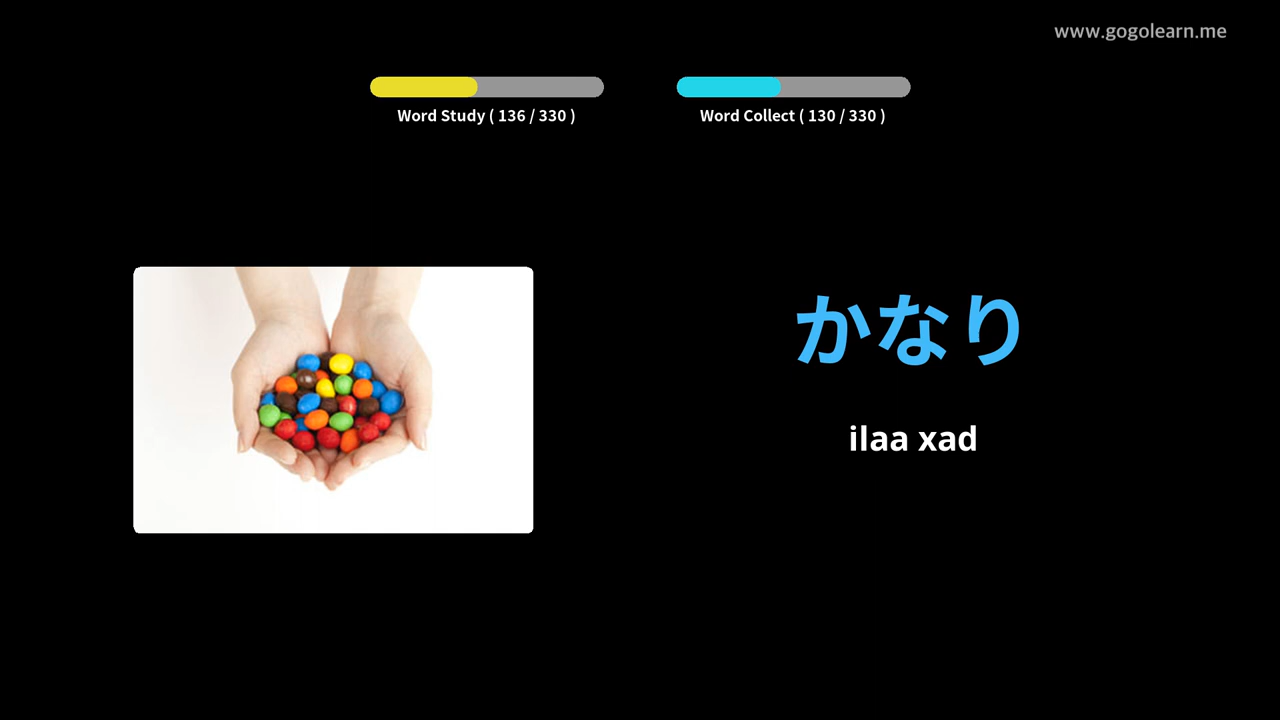 www.gogolearn.me
Word Study ( 136 / 330 )
Word Collect ( 130 / 330 )
かなり
ilaa xad